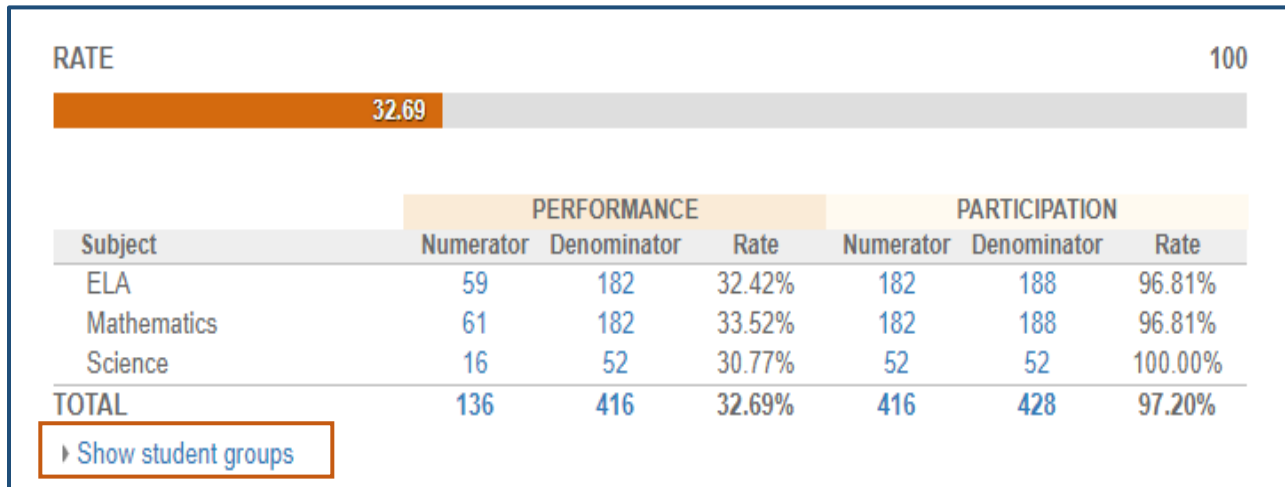 RATE 100
32.69
PERFORMANCE PARTICIPATION
Subject Numerator Denominator Rate Numerator Denominator Rate
ELA 59 182 32.42% 182 188 96.81%
Mathematics 61 182 33.52% 182 188 96.81%
Science 16 52 30.77% 52 52 100.00%
TOTAL 136 416 32.69% 416 428 97.20%
Show student groups